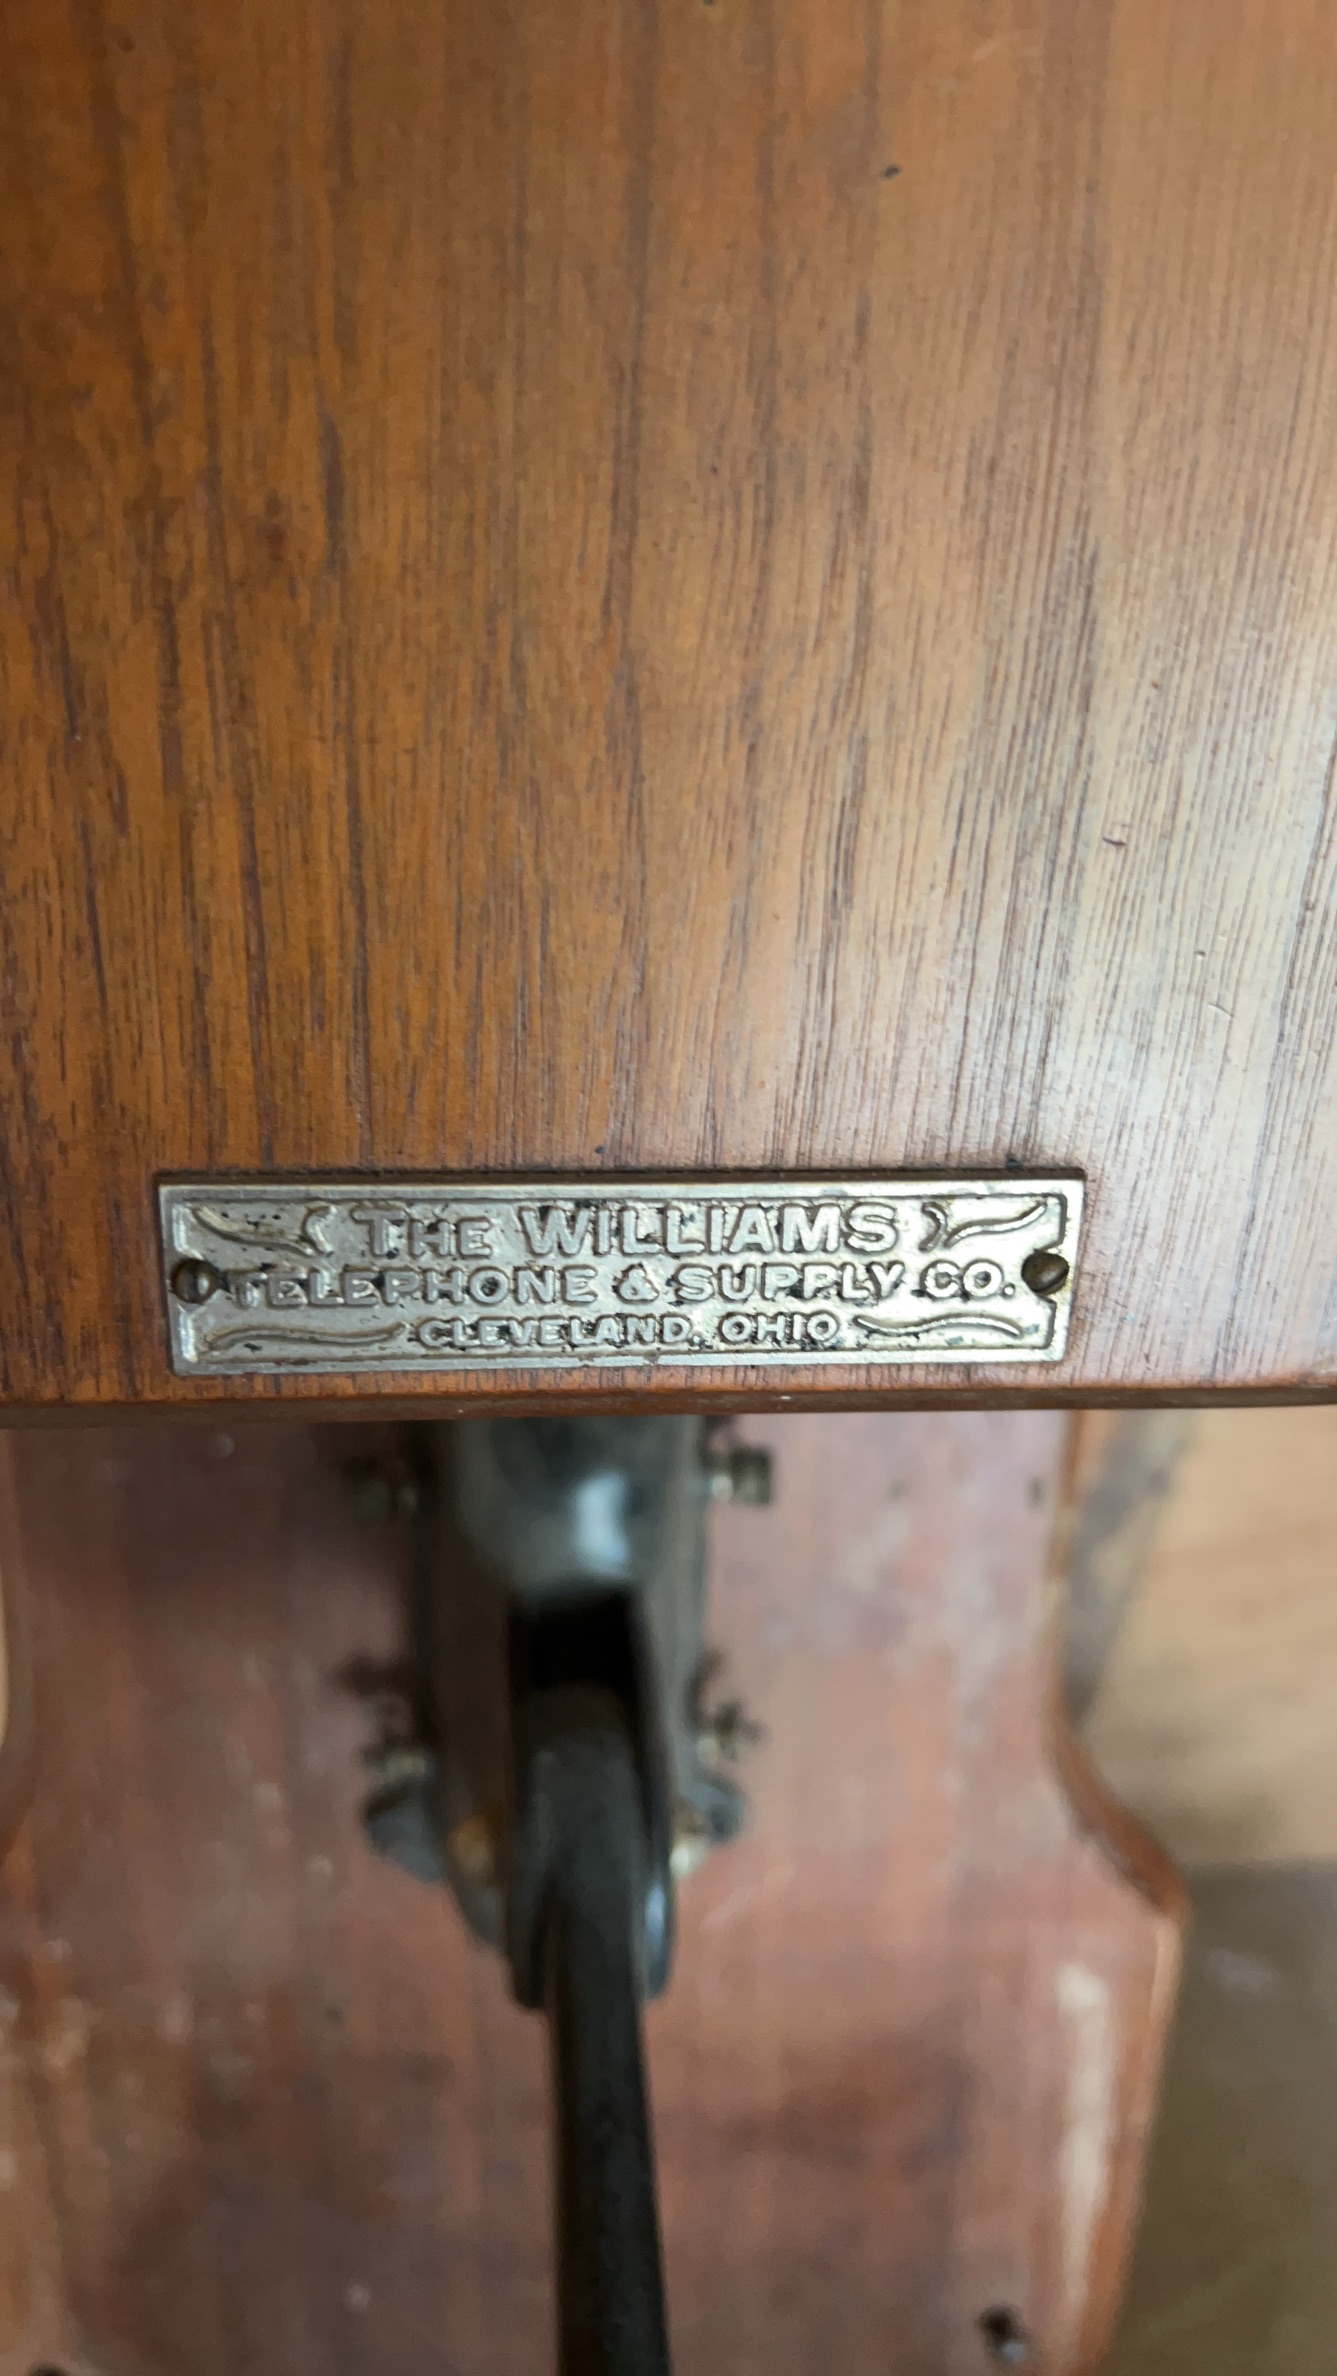 THE WILLIAMS
TELEPHONE & SUPPLY CO.
CLEVELAND, OHIO